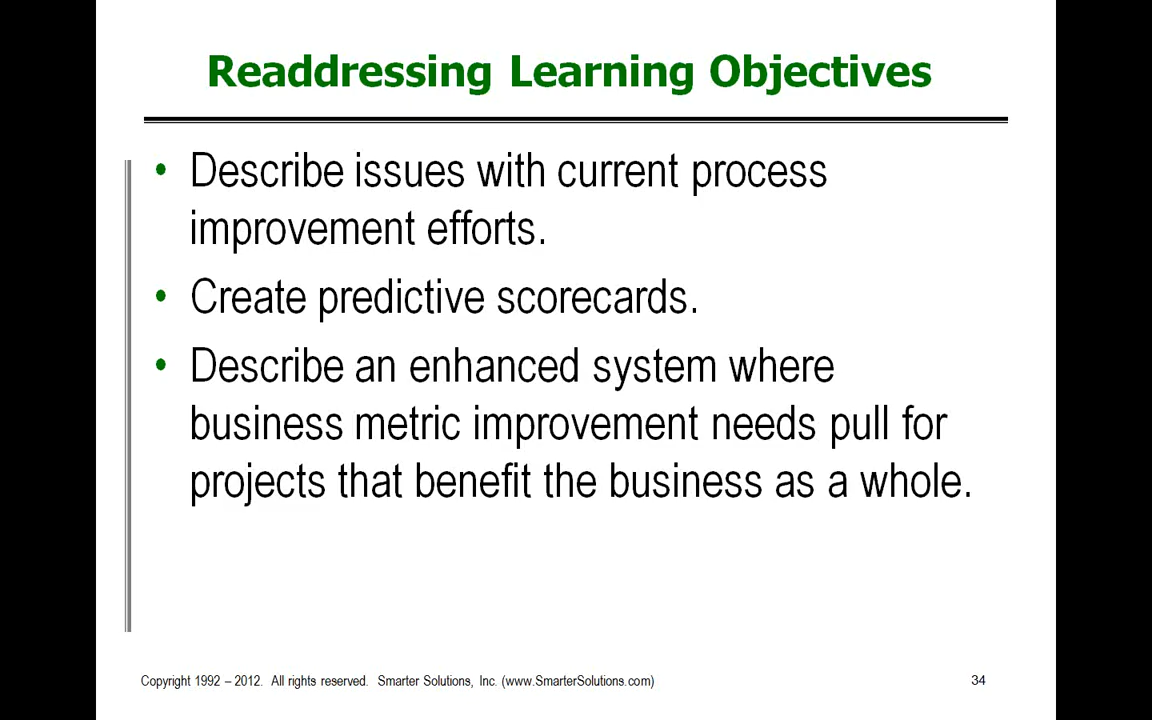 Readdressing Learning Objectives
• Describe issues with current process
improvement efforts.
• Create predictive scorecards.
• Describe an enhanced system where
business metric improvement needs pull for
projects that benefit the business as a whole.
Copyright 1992 – 2012. All rights reserved. Smarter Solutions, Inc. (www.SmarterSolutions.com)
34